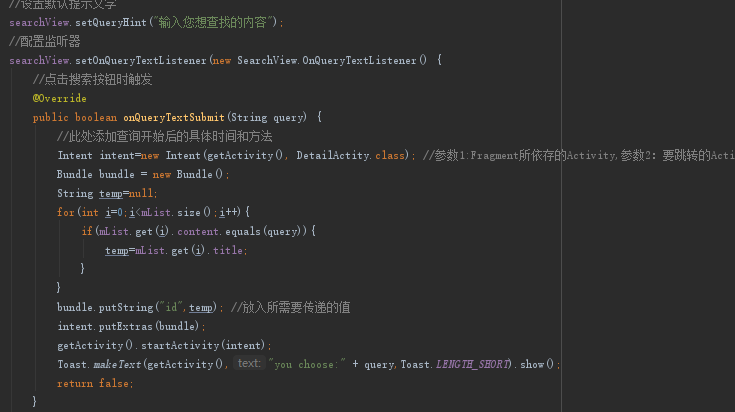 //设置默认提示文字
searchView.setQueryHint("输入您想查找的内容");
//配置监听器
searchView.setOnQueryTextListener(new SearchView.OnQueryTextListener() {
//点击搜索按钮时触发
@Override
public boolean onQueryTextSubmit(String query) {
//此处添加查询开始后的具体时间和方法
Intent intent=new Intent(getActivity(), DetailActity.class); //参数1:Fragment所依存的Activity,参数2：要跳转的Acti
Bundle bundle = new Bundle();
String temp=null;
for(int i=0;i<mList.size();i++){
if(mList.get(i).content.equals(query)){
temp=mList.get(i).title;
}
}
bundle.putString("id",temp); //放入所需要传递的值
intent.putExtras(bundle);
getActivity().startActivity(intent);
Toast.makeText(getActivity(), text: "you choose:" + query,Toast.LENGTH_SHORT).show();
return false;
}